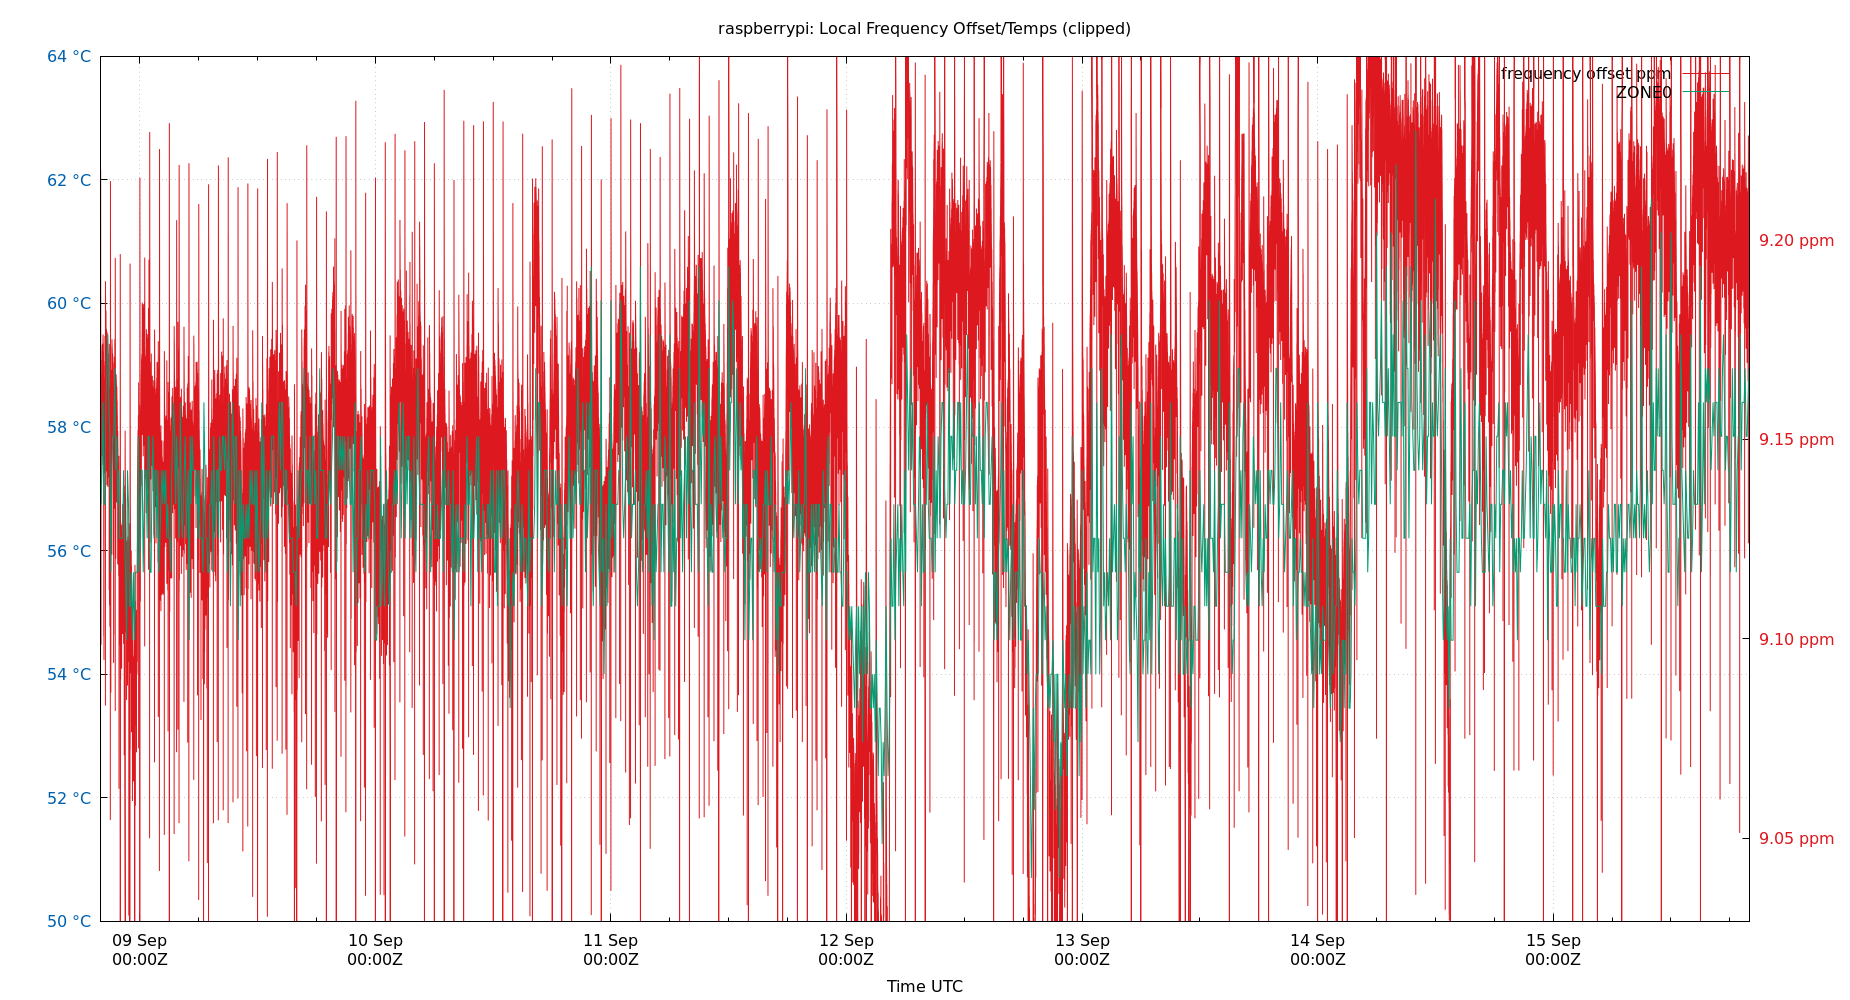 raspberrypi: Local Frequency Offset/Temps (clipped)
64 °C
62 °C
60 °C
58 °C
56 °C
54 °C
52 °C
50 °C
frequency offset ppm
ZONE0
9.20 ppm
9.15 ppm
9.10 ppm
9.05 ppm
09 Sep
00:00Z
10 Sep
00:00Z
11 Sep
00:00Z
12 Sep
00:00Z
13 Sep
00:00Z
14 Sep
00:00Z
15 Sep
00:00Z
Time UTC